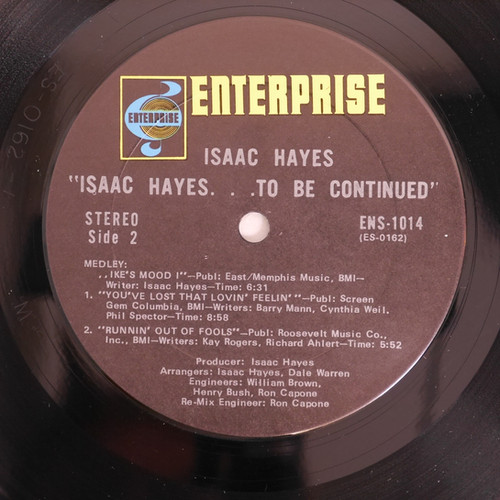 ENTERPRISE
ENTERPRISE
ISAAC HAYES
"ISAAC HAYES. . .TO BE CONTINUED"
STEREO
Side 2
ENS-1014
(ES-0162)
MEDLEY:
,,IKE'S MOOD I"—Publ: East/Memphis Music, BMI—
Writer: Isaac Hayes—Time: 6:31
1. "YOU'VE LOST THAT LOVIN' FEELIN'"—Publ: Screen
Gem Columbia, BMI—Writers: Barry Mann, Cynthia Weil,
Phil Spector—Time: 8:58
2. "RUNNIN' OUT OF FOOLS"—Publ: Roosevelt Music Co.,
Inc., BMI—Writers: Kay Rogers, Richard Ahlert—Time: 5:52
Producer: Isaac Hayes
Arrangers: Isaac Hayes, Dale Warren
Engineers: William Brown,
Henry Bush, Ron Capone
Re-Mix Engineer: Ron Capone